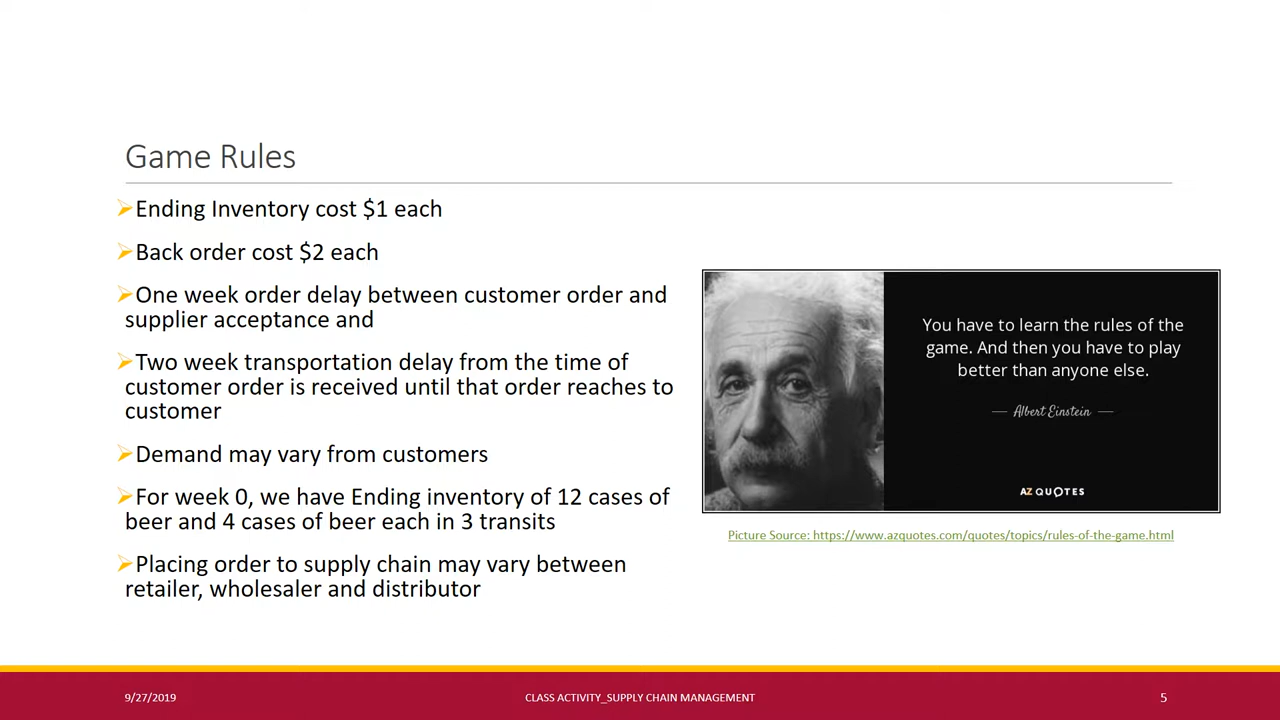 Game Rules
Ending Inventory cost $1 each
Back order cost $2 each
One week order delay between customer order and
supplier acceptance and
Two week transportation delay from the time of
customer order is received until that order reaches to
customer
Demand may vary from customers
For week 0, we have Ending inventory of 12 cases of
beer and 4 cases of beer each in 3 transits
Placing order to supply chain may vary between
retailer, wholesaler and distributor
You have to learn the rules of the
game. And then you have to play
better than anyone else.
Albert Einstein
AZ QUOTES
Picture Source: https://www.azquotes.com/quotes/topics/rules-of-the-game.html
9/27/2019
CLASS ACTIVITY_SUPPLY CHAIN MANAGEMENT
5